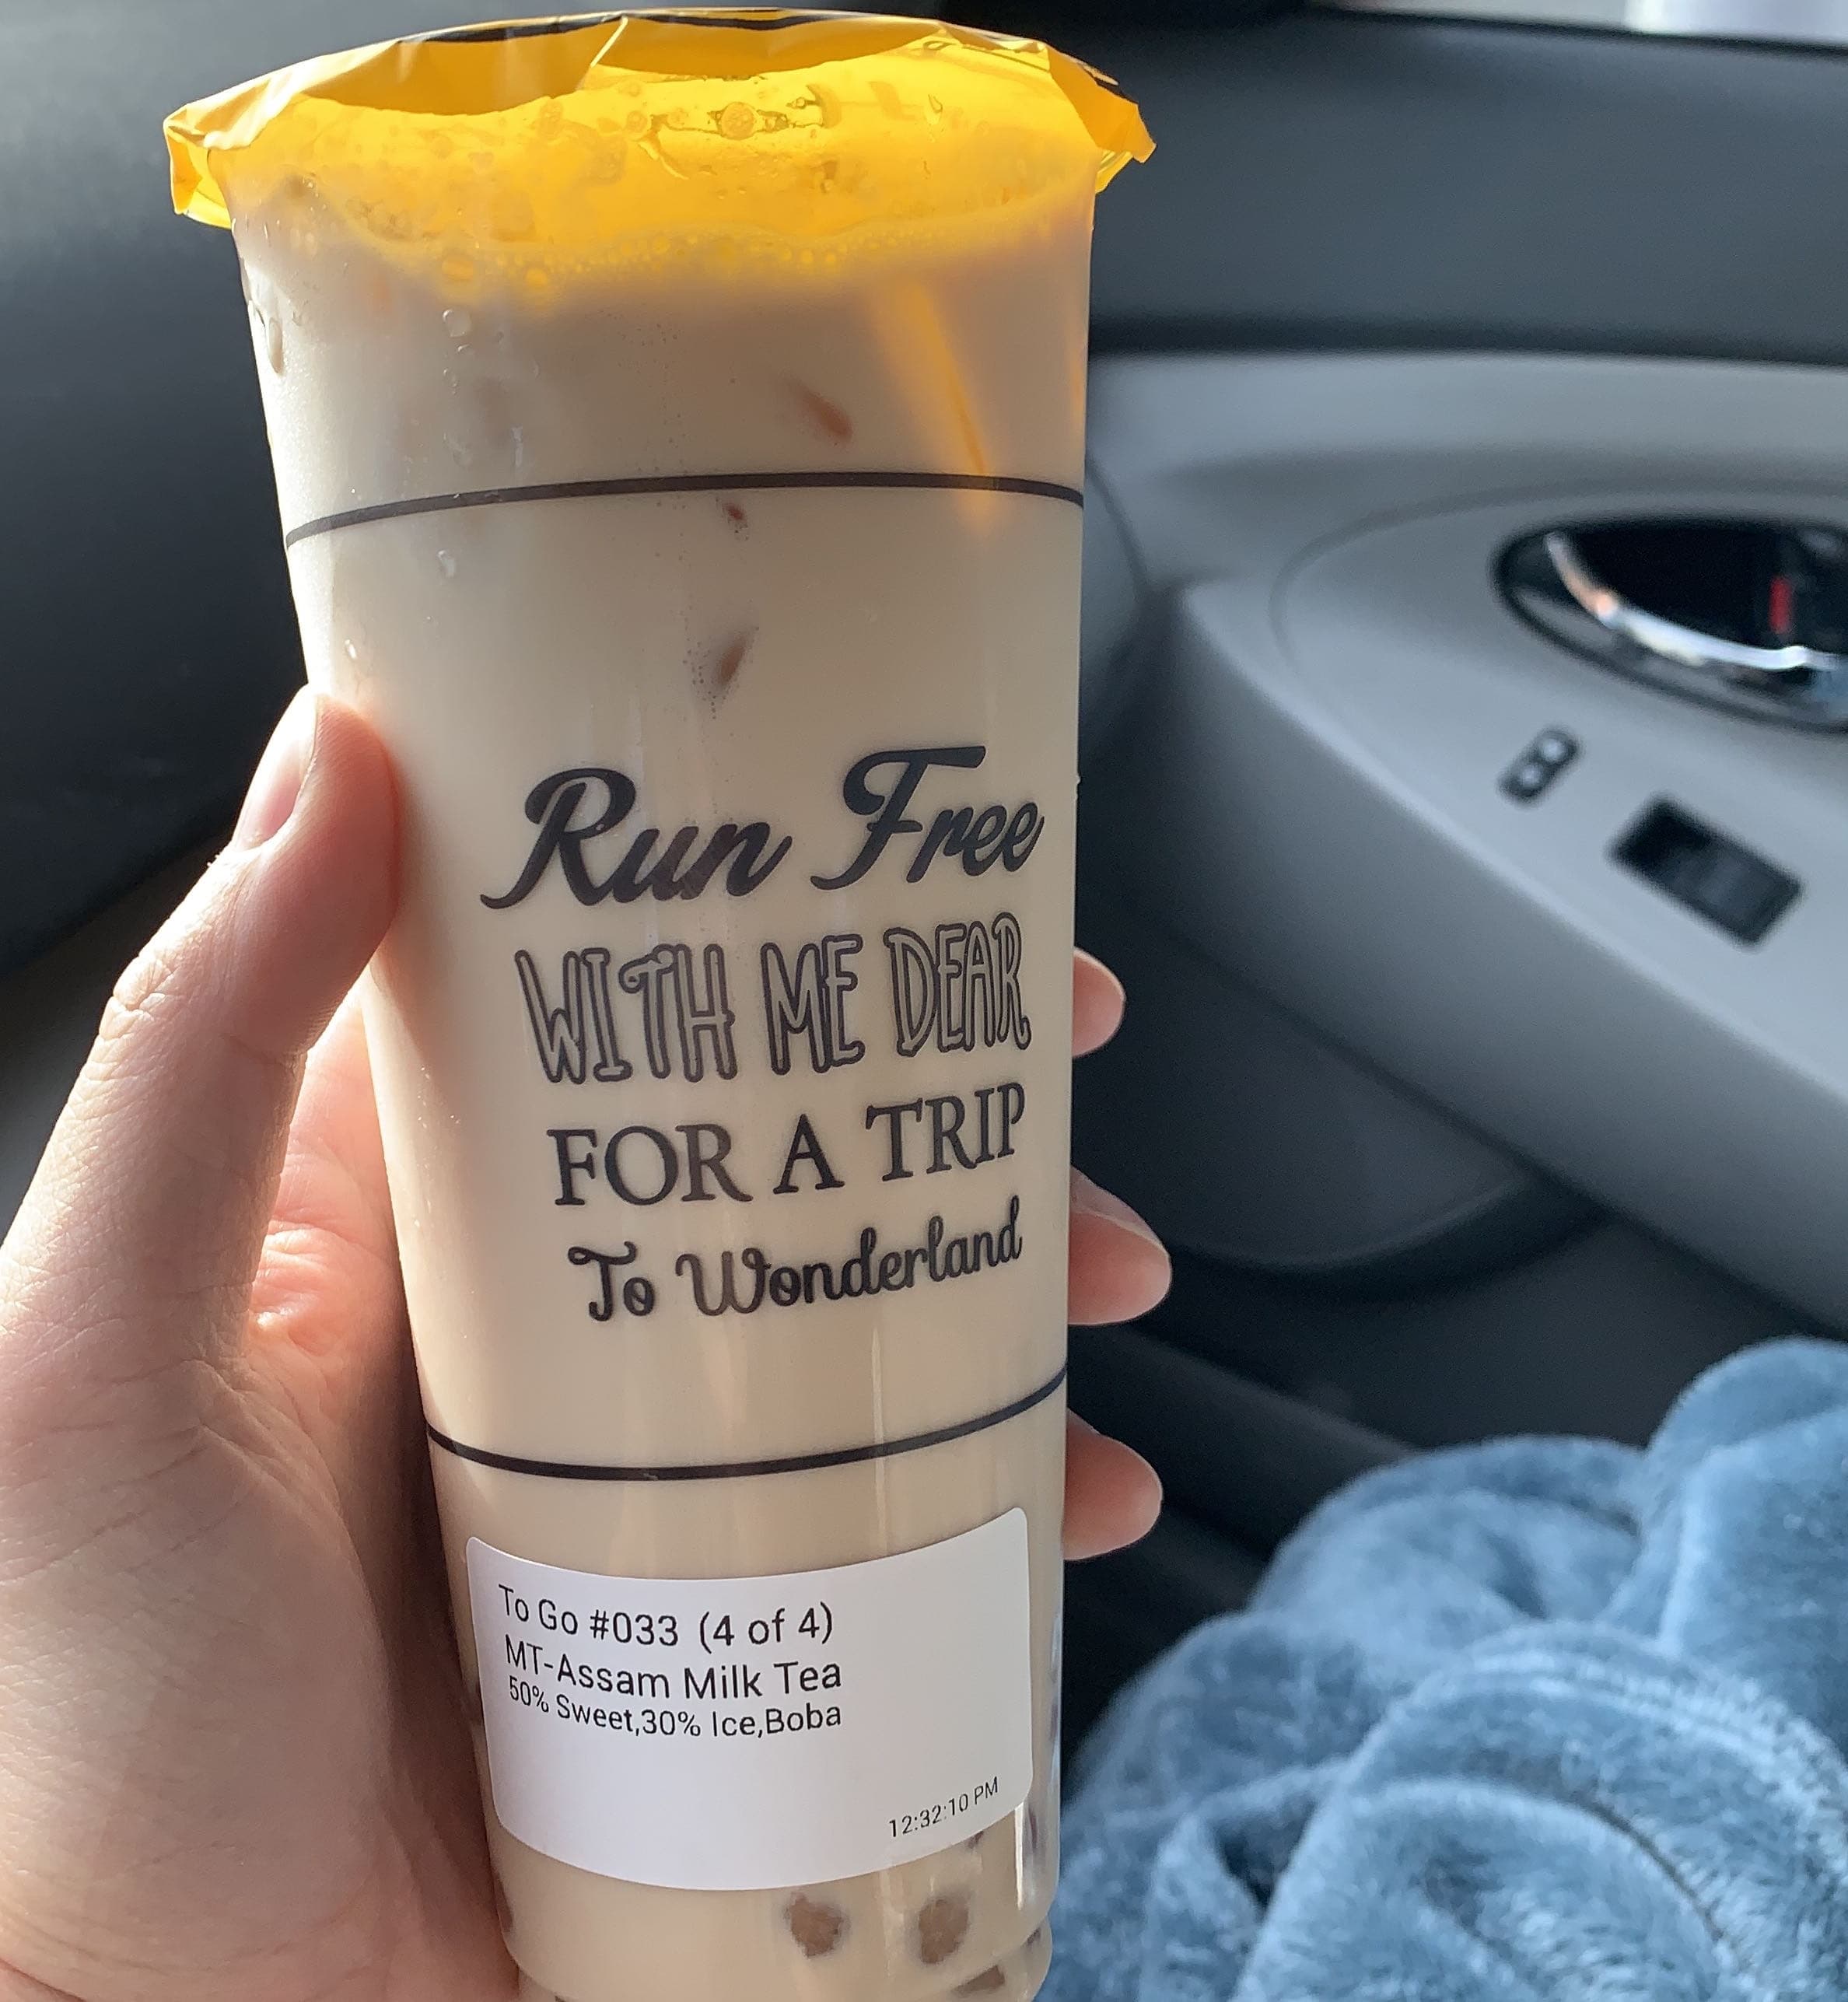 Run Free
WITH ME DEAR
FOR A TRIP
To Wonderland
To Go #033 (4 of 4)
MT-Assam Milk Tea
50% Sweet,30% Ice,Boba
12:32:10 PM